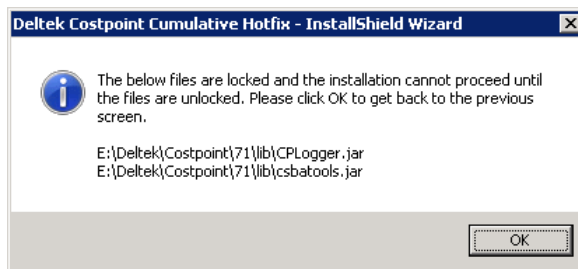 Deltek Costpoint Cumulative Hotfix - InstallShield Wizard
The below files are locked and the installation cannot proceed until
the files are unlocked. Please click OK to get back to the previous
screen.
E:\Deltek\Costpoint\71\lib\CPLogger.jar
E:\Deltek\Costpoint\71\lib\csbatools.jar
OK